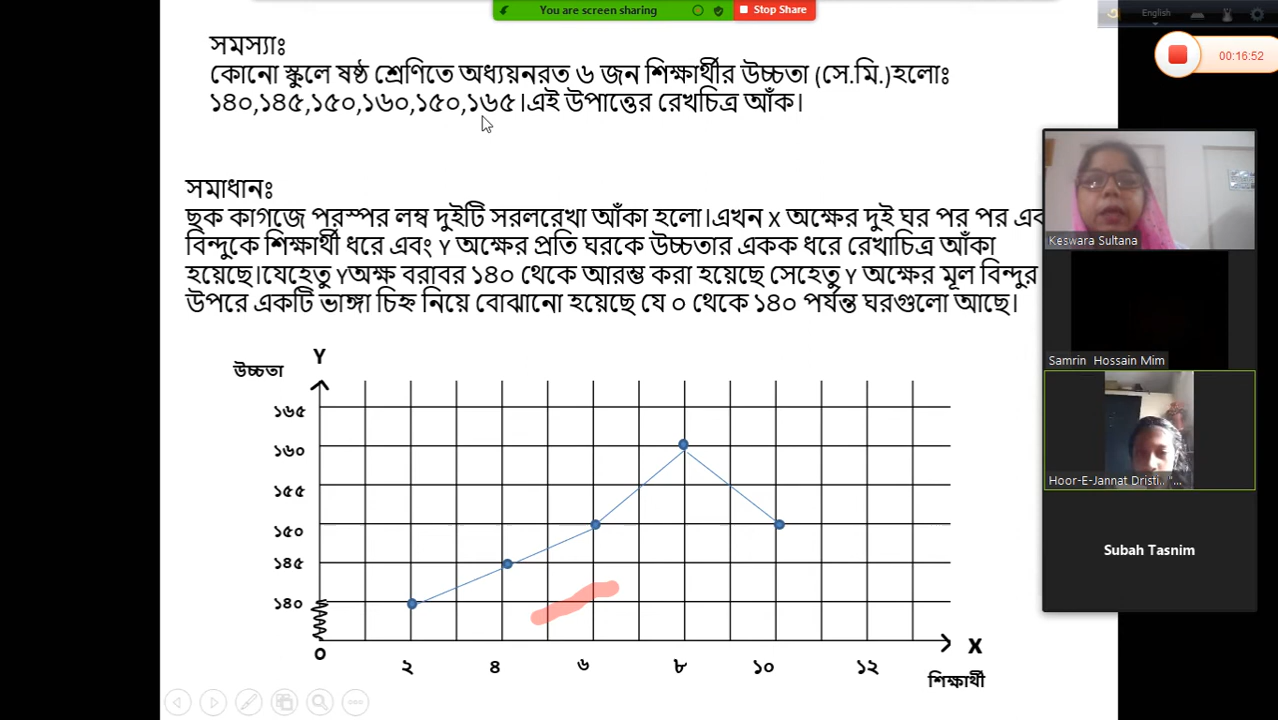 You are screen sharing
Stop Share
English
00:16:52
সমস্যাঃ
কোনো স্কুলে ষষ্ঠ শ্রেণিতে অধ্যয়নরত ৬ জন শিক্ষার্থীর উচ্চতা (সে.মি.)হলোঃ
১৪০,১৪৫,১৫০,১৬০,১৫০,১৬৫।এই উপাত্তের রেখচিত্র আঁক।
সমাধানঃ
ছক কাগজে পরস্পর লম্ব দুইটি সরলরেখা আঁকা হলো।এখন X অক্ষের দুই ঘর পর পর এক
বিন্দুকে শিক্ষার্থী ধরে এবং Y অক্ষের প্রতি ঘরকে উচ্চতার একক ধরে রেখাচিত্র আঁকা
হয়েছে।যেহেতু Yঅক্ষ বরাবর ১৪০ থেকে আরম্ভ করা হয়েছে সেহেতু Y অক্ষের মূল বিন্দুর
উপরে একটি ভাঙ্গা চিহ্ন নিয়ে বোঝানো হয়েছে যে ০ থেকে ১৪০ পর্যন্ত ঘরগুলো আছে।
Y
উচ্চতা
১৬৫
১৬০
১৫৫
১৫০
১৪৫
১৪০
০
২ ৪ ৬ ৮ ১০ ১২
X
শিক্ষার্থী
Keswara Sultana
Samrin Hossain Mim
Hoor-E-Jannat Dristi.. "...
Subah Tasnim